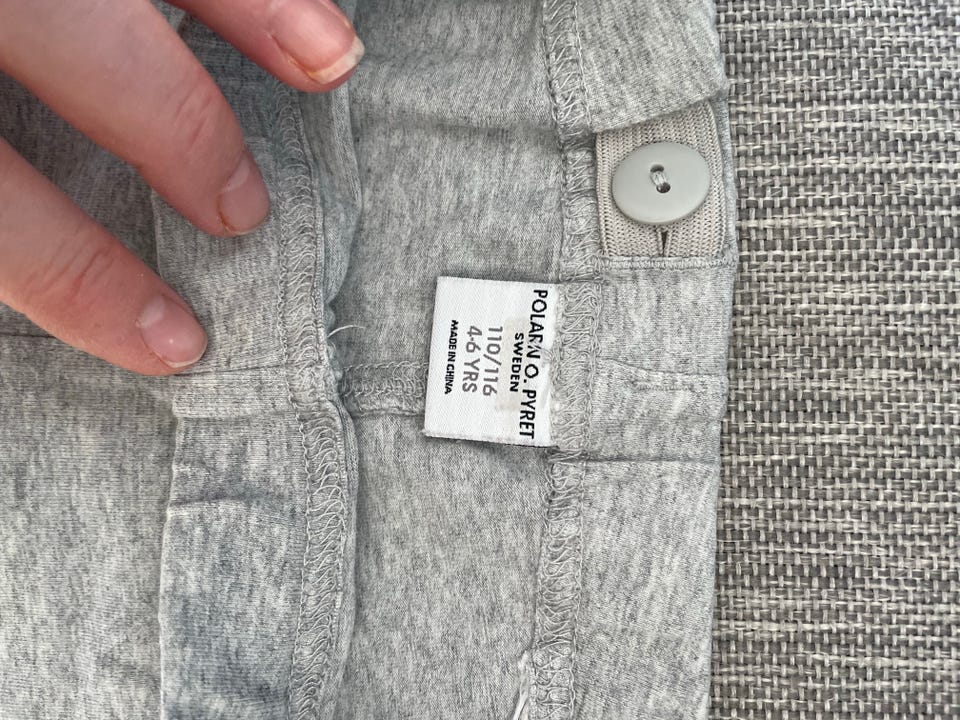 POLARN O. PYRET
SWEDEN
110/116
4-6 YRS
MADE IN CHINA